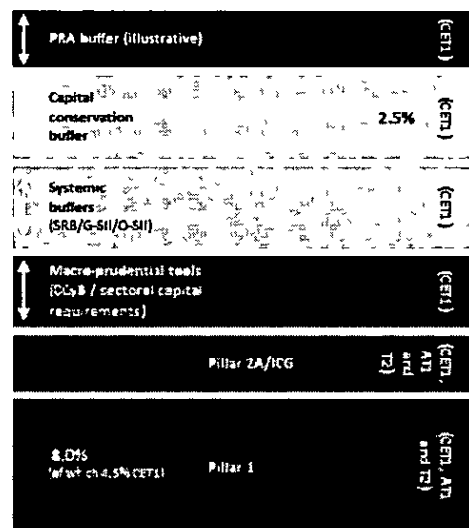 PRA buffer (illustrative)
(CET1)
Capital
conservation
buffer
2.5%
(CET1)
Systemic
buffers
(SRB/G-SII/O-SII)
(CET1)
Macro-prudential tools
(CCyB / sectoral capital
requirements)
(CET1)
Pillar 2A/ICG
(CET1,
AT1
and
T2)
8.0%
(of which 4.5% CET1)
Pillar 1
(CET1, AT1
and T2)